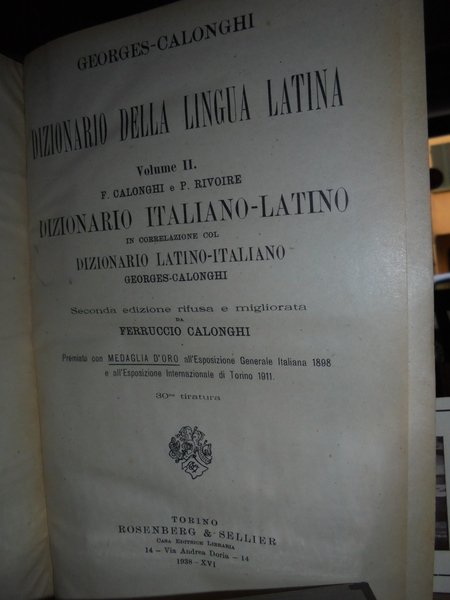 GEORGES-CALONGHI
DIZIONARIO DELLA LINGUA LATINA
Volume II.
F. CALONGHI e P. RIVOIRE
DIZIONARIO ITALIANO-LATINO
IN CORRELAZIONE COL
DIZIONARIO LATINO-ITALIANO
GEORGES-CALONGHI
Seconda edizione rifusa e migliorata
DA
FERRUCCIO CALONGHI
Premiato con MEDAGLIA D'ORO all'Esposizione Generale Italiana 1898
e all'Esposizione Internazionale di Torino 1911.
30ma tiratura
TORINO
ROSENBERG & SELLIER
CASA EDITRICE LIBRARIA
14 - Via Andrea Doria - 14
1938 - XVI